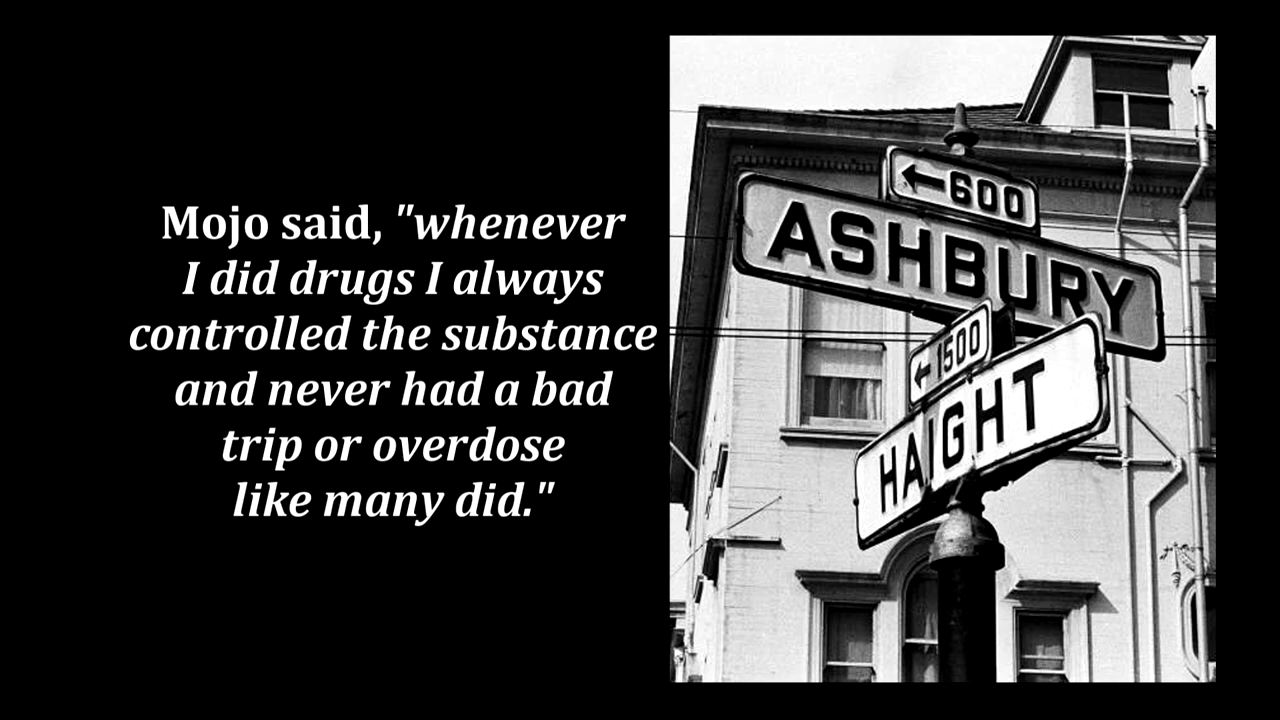 Mojo said, "whenever
I did drugs I always
controlled the substance
and never had a bad
trip or overdose
like many did."
←600
ASHBURY
←1500
HAIGHT